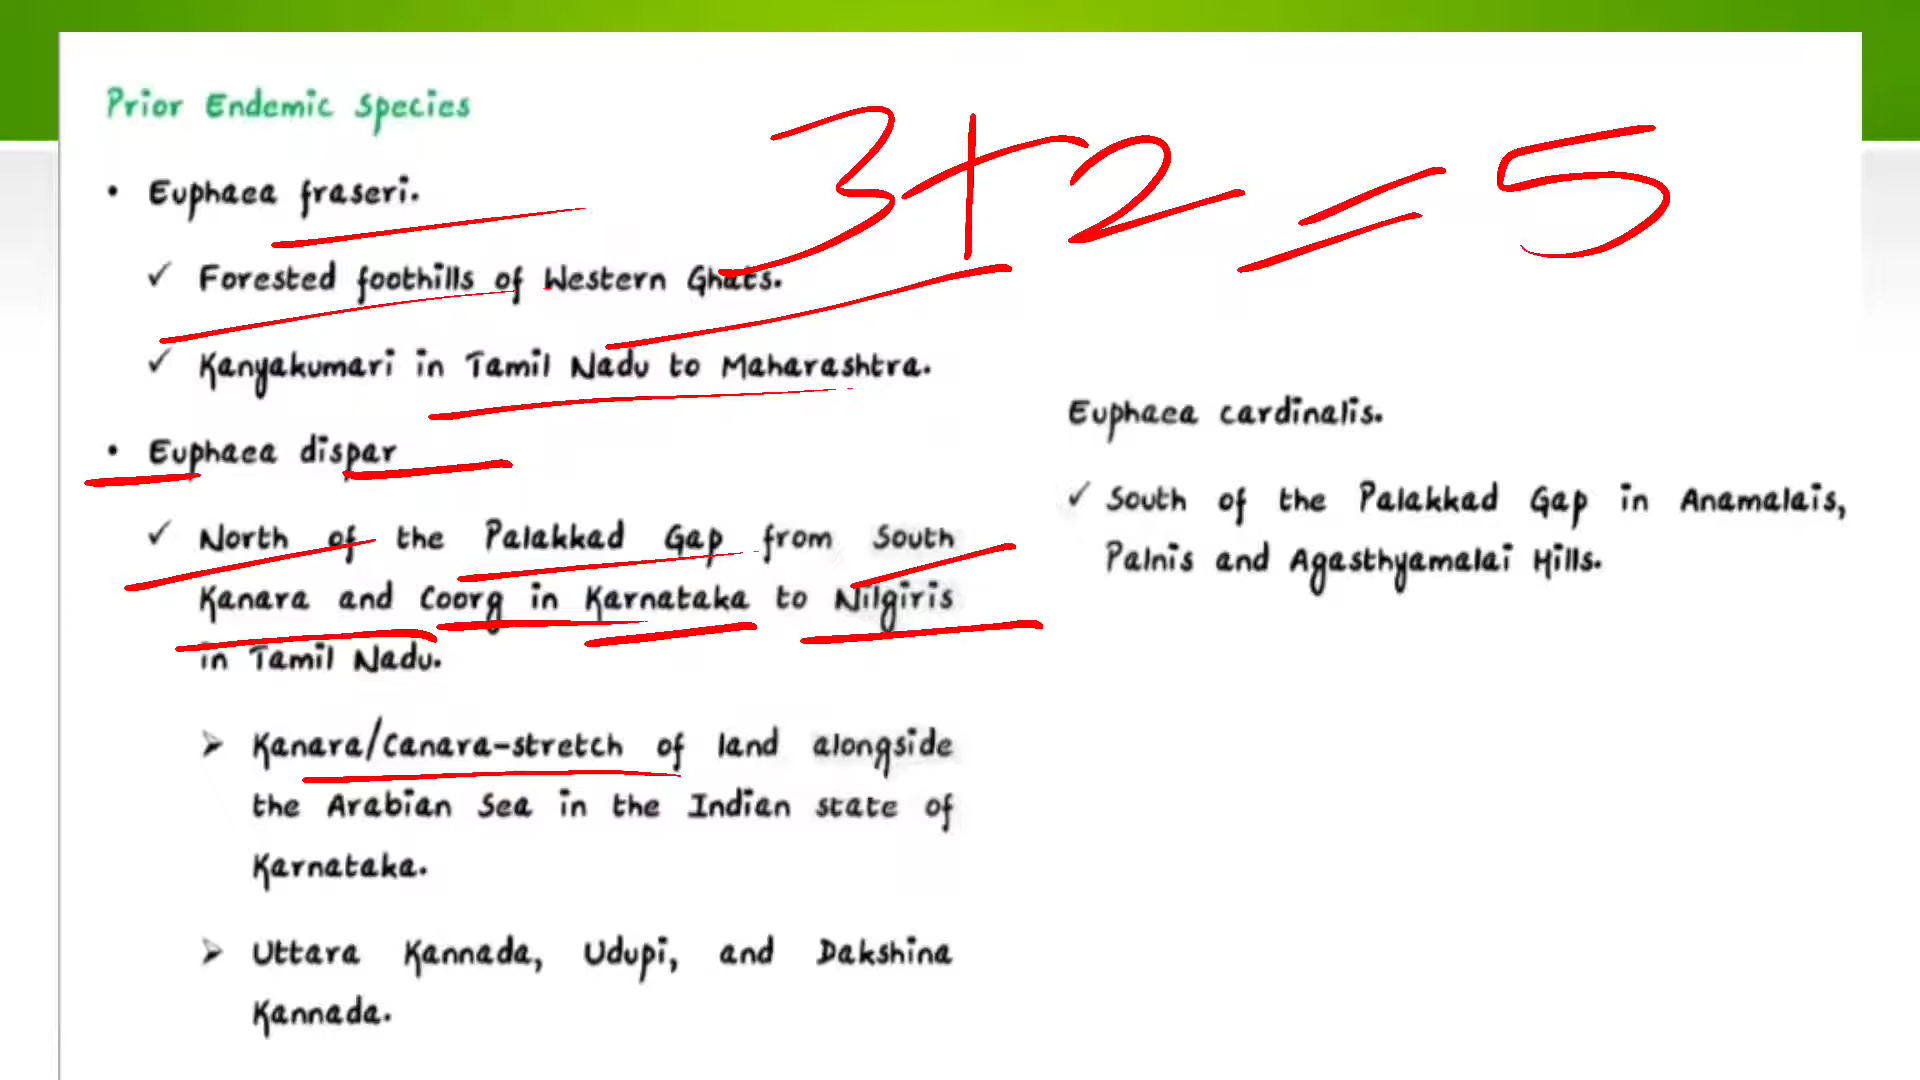 Prior Endemic Species
3+2=5
• Euphaea fraseri.
✓ Forested foothills of Western Ghats.
✓ Kanyakumari in Tamil Nadu to Maharashtra.
• Euphaea dispar
✓ North of the Palakkad Gap from South
Kanara and Coorg in Karnataka to Nilgiris
in Tamil Nadu.
➢ Kanara/Canara-stretch of land alongside
the Arabian Sea in the Indian state of
Karnataka.
➢ Uttara Kannada, Udupi, and Dakshina
Kannada.
Euphaea cardinalis.
✓ South of the Palakkad Gap in Anamalais,
Palnis and Agasthyamalai Hills.